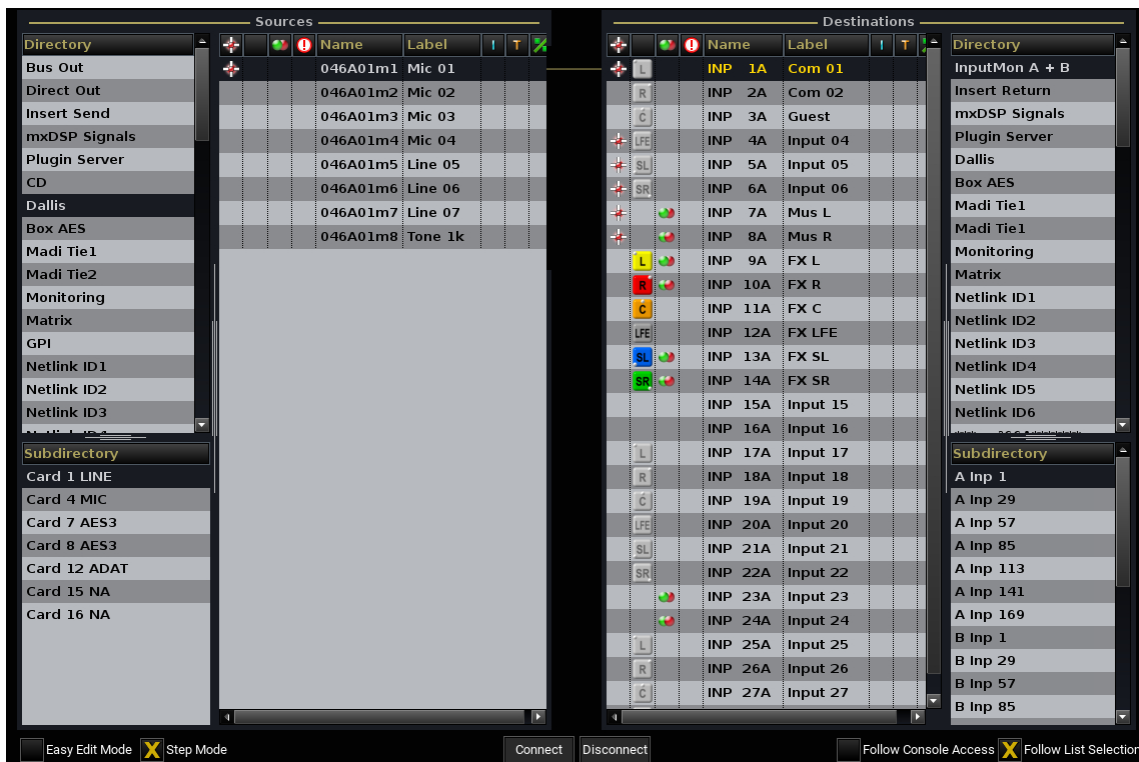 Sources
Directory
Bus Out
Direct Out
Insert Send
mxDSP Signals
Plugin Server
CD
Dallis
Box AES
Madi Tie1
Madi Tie2
Monitoring
Matrix
GPI
Netlink ID1
Netlink ID2
Netlink ID3
Subdirectory
Card 1 LINE
Card 4 MIC
Card 7 AES3
Card 8 AES3
Card 12 ADAT
Card 15 NA
Card 16 NA
Name Label I T
046A01m1 Mic 01
046A01m2 Mic 02
046A01m3 Mic 03
046A01m4 Mic 04
046A01m5 Line 05
046A01m6 Line 06
046A01m7 Line 07
046A01m8 Tone 1k
Destinations
Name Label I T
L INP 1A Com 01
R INP 2A Com 02
C INP 3A Guest
LFE INP 4A Input 04
SL INP 5A Input 05
SR INP 6A Input 06
INP 7A Mus L
INP 8A Mus R
L INP 9A FX L
R INP 10A FX R
C INP 11A FX C
LFE INP 12A FX LFE
SL INP 13A FX SL
SR INP 14A FX SR
INP 15A Input 15
INP 16A Input 16
L INP 17A Input 17
R INP 18A Input 18
C INP 19A Input 19
LFE INP 20A Input 20
SL INP 21A Input 21
SR INP 22A Input 22
INP 23A Input 23
INP 24A Input 24
L INP 25A Input 25
R INP 26A Input 26
C INP 27A Input 27
Directory
InputMon A + B
Insert Return
mxDSP Signals
Plugin Server
Dallis
Box AES
Madi Tie1
Madi Tie1
Monitoring
Matrix
Netlink ID1
Netlink ID2
Netlink ID3
Netlink ID4
Netlink ID5
Netlink ID6
Subdirectory
A Inp 1
A Inp 29
A Inp 57
A Inp 85
A Inp 113
A Inp 141
A Inp 169
B Inp 1
B Inp 29
B Inp 57
B Inp 85
Easy Edit Mode X Step Mode Connect Disconnect Follow Console Access X Follow List Selection